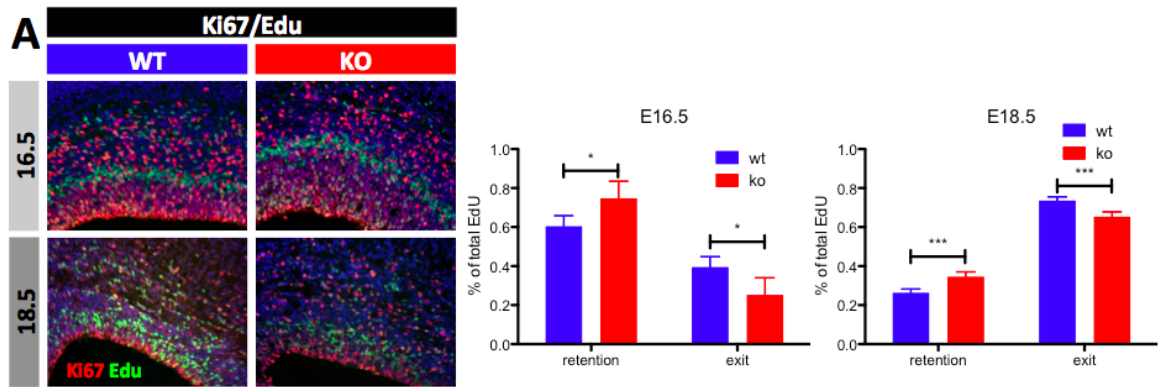 A
Ki67/Edu
WT KO
16.5
18.5
Ki67 Edu
E16.5
% of total EdU
1.0
0.8
0.6
0.4
0.2
0.0
*
*
wt
ko
retention exit
E18.5
% of total EdU
1.0
0.8
0.6
0.4
0.2
0.0
***
***
wt
ko
retention exit